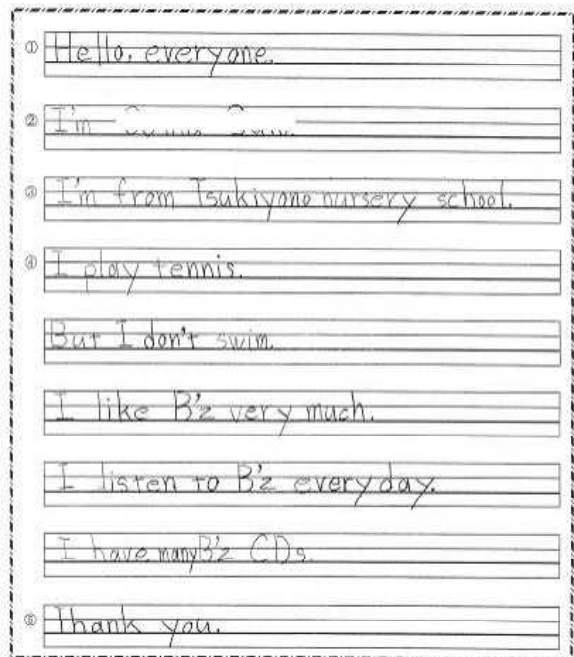 ① Hello, everyone.
② I'm
③ I'm from Tsukiyono nursery school.
④ I play tennis.
But I don't swim.
I like B'z very much.
I listen to B'z everyday.
I have many B'z CDs.
⑤ Thank you.